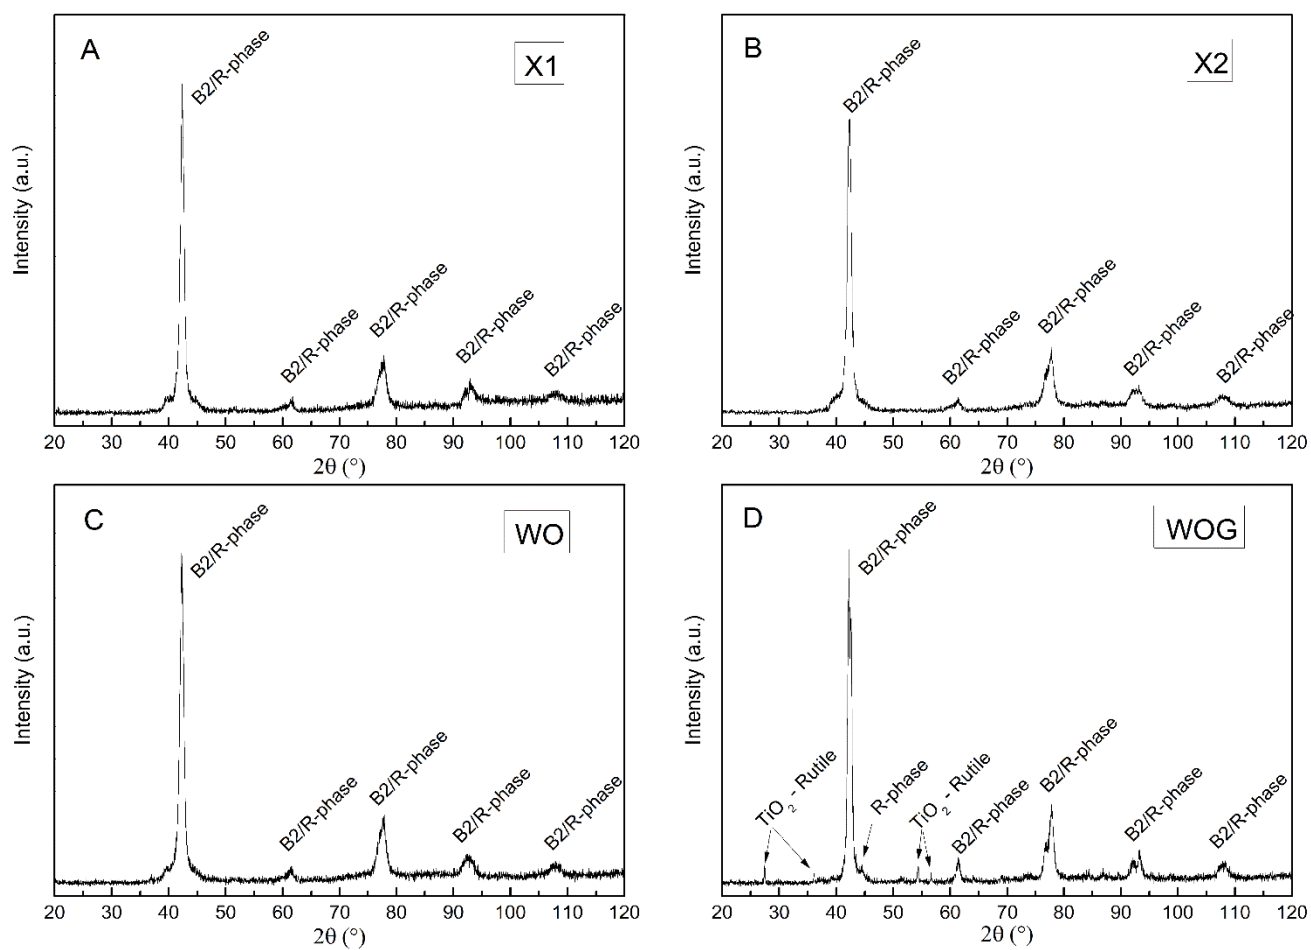 A
X1
B2/R-phase
B2/R-phase
B2/R-phase
B2/R-phase
B2/R-phase
Intensity (a.u.)
20 30 40 50 60 70 80 90 100 110 120
2θ (°)
B
X2
B2/R-phase
B2/R-phase
B2/R-phase
B2/R-phase
B2/R-phase
Intensity (a.u.)
20 30 40 50 60 70 80 90 100 110 120
2θ (°)
C
WO
B2/R-phase
B2/R-phase
B2/R-phase
B2/R-phase
B2/R-phase
Intensity (a.u.)
20 30 40 50 60 70 80 90 100 110 120
2θ (°)
D
WOG
TiO₂ - Rutile
B2/R-phase
R-phase
TiO₂ - Rutile
B2/R-phase
B2/R-phase
B2/R-phase
B2/R-phase
Intensity (a.u.)
20 30 40 50 60 70 80 90 100 110 120
2θ (°)